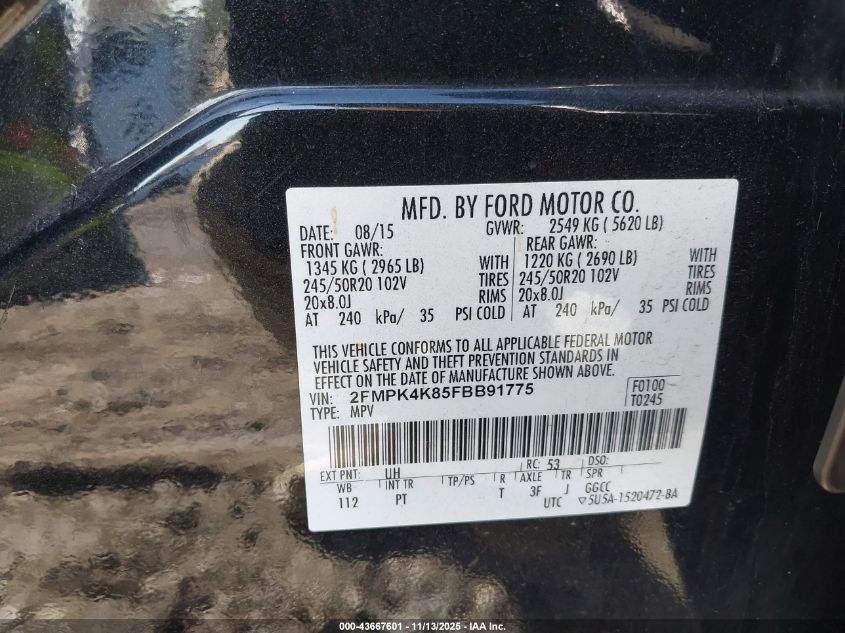 MFD. BY FORD MOTOR CO.
DATE: 08/15 GVWR: 2549 KG ( 5620 LB)
FRONT GAWR: REAR GAWR:
1345 KG ( 2965 LB) WITH 1220 KG ( 2690 LB) WITH
245/50R20 102V TIRES 245/50R20 102V TIRES
20x8.0J RIMS 20x8.0J RIMS
AT 240 kPa/ 35 PSI COLD AT 240 kPa/ 35 PSI COLD
THIS VEHICLE CONFORMS TO ALL APPLICABLE FEDERAL MOTOR
VEHICLE SAFETY AND THEFT PREVENTION STANDARDS IN
EFFECT ON THE DATE OF MANUFACTURE SHOWN ABOVE.
VIN: 2FMPK4K85FBB91775 F0100
TYPE: MPV T0245
EXT PNT: UH RC: 53 DSO:
WB INT TR TP/PS R AXLE TR SPR
112 PT T 3F J GGCC
UTC ▽5U5A-1520472-BA
000-43667601 - 11/13/2025 - IAA Inc.